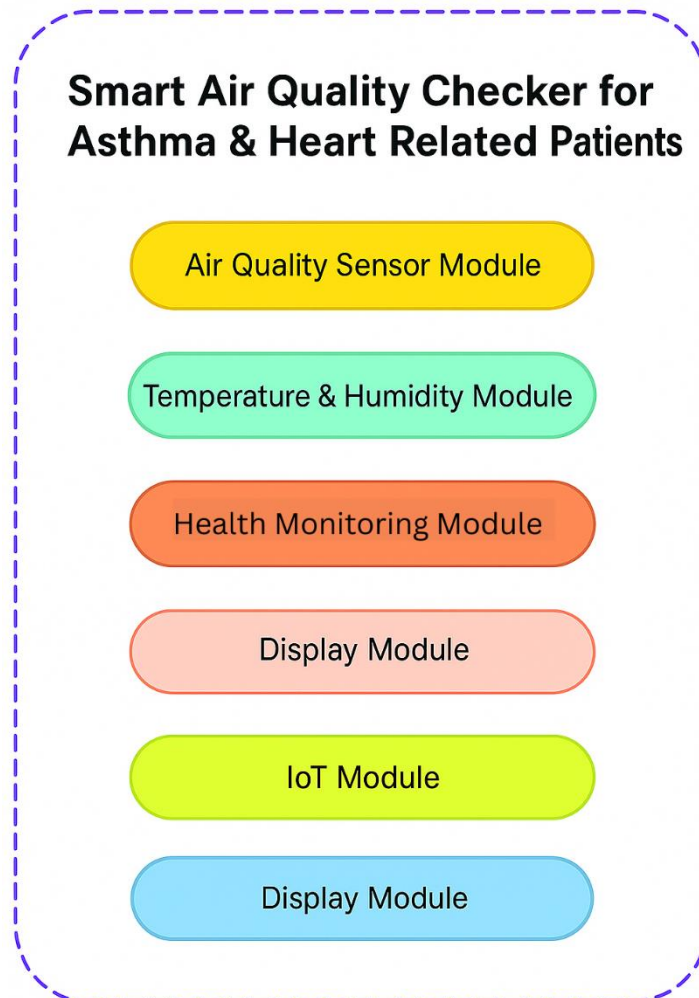 Smart Air Quality Checker for
Asthma & Heart Related Patients
Air Quality Sensor Module
Temperature & Humidity Module
Health Monitoring Module
Display Module
IoT Module
Display Module